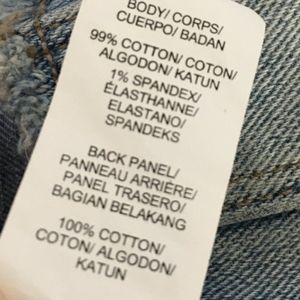 BODY/ CORPS/
CUERPO/ BADAN
99% COTTON/ COTON/
ALGODON/ KATUN
1% SPANDEX/
ÉLASTHANNE/
ELASTANO/
SPANDEKS
BACK PANEL/
PANNEAU ARRIÈRE/
PANEL TRASERO/
BAGIAN BELAKANG
100% COTTON/
COTON/ ALGODON/
KATUN